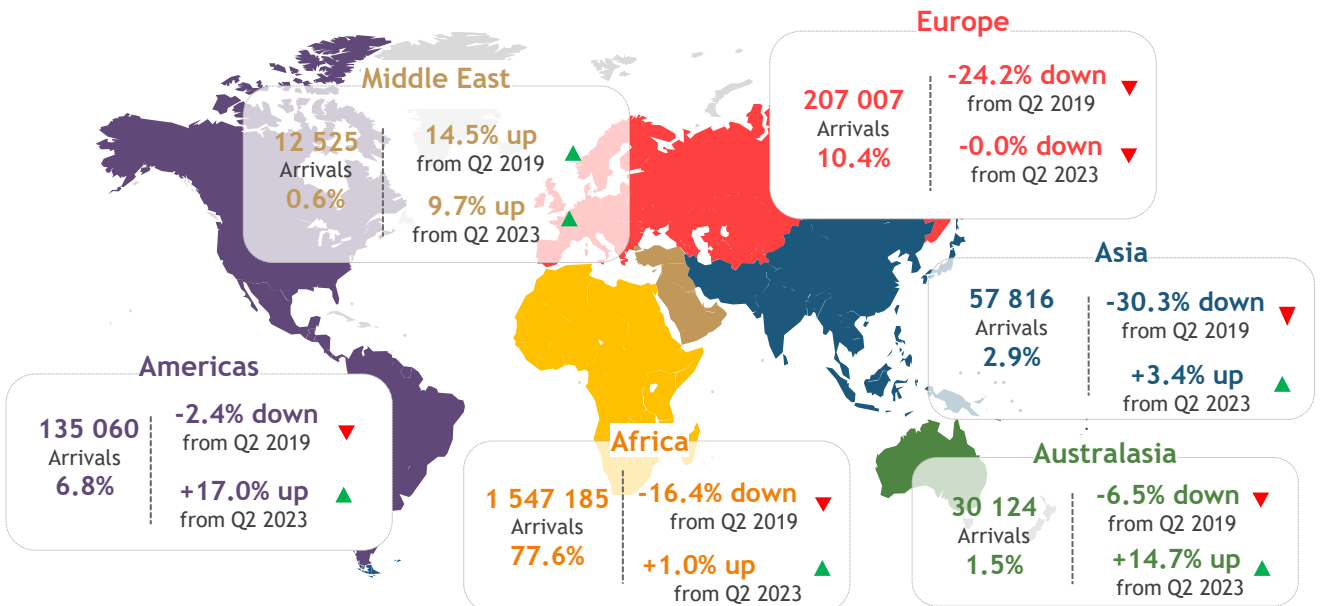 Europe
207 007
Arrivals
10.4%
-24.2% down
from Q2 2019
-0.0% down
from Q2 2023
Middle East
12 525
Arrivals
0.6%
14.5% up
from Q2 2019
9.7% up
from Q2 2023
Asia
57 816
Arrivals
2.9%
-30.3% down
from Q2 2019
+3.4% up
from Q2 2023
Americas
135 060
Arrivals
6.8%
-2.4% down
from Q2 2019
+17.0% up
from Q2 2023
Africa
1 547 185
Arrivals
77.6%
-16.4% down
from Q2 2019
+1.0% up
from Q2 2023
Australasia
30 124
Arrivals
1.5%
-6.5% down
from Q2 2019
+14.7% up
from Q2 2023